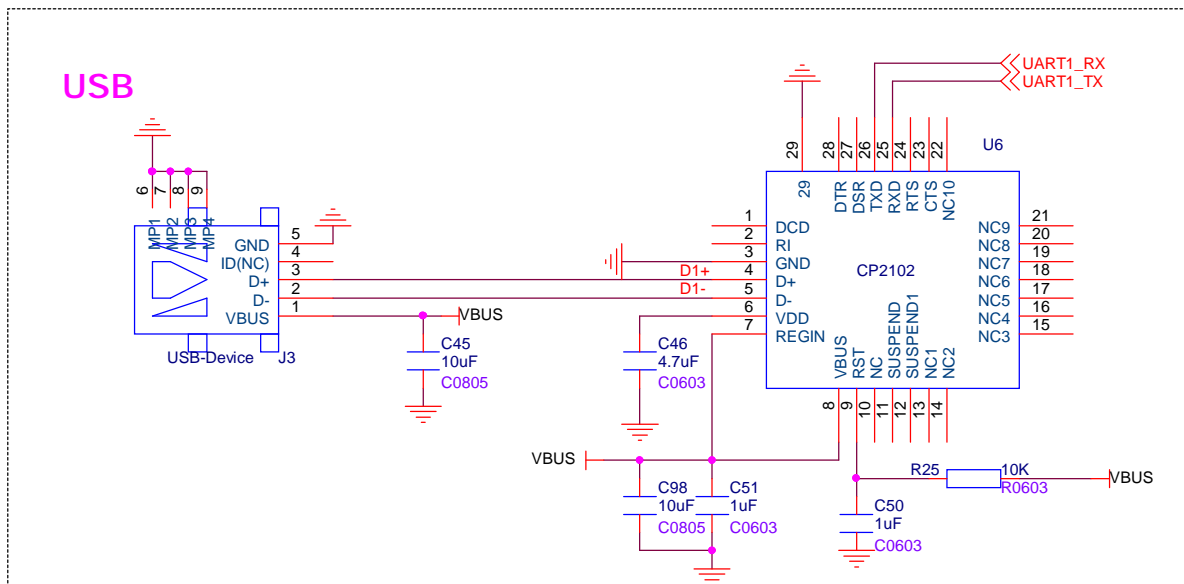 USB
UART1_RX
UART1_TX
U6
29
28
27
26
25
24
23
22
29
DTR
DSR
TXD
RXD
RTS
CTS
NC10
6
7
8
9
MP1
MP2
MP3
MP4
GND 5
ID(NC) 4
D+ 3
D- 2
VBUS 1
USB-Device
J3
VBUS
C45
10uF
C0805
D1+
D1-
1 DCD
2 RI
3 GND
4 D+
5 D-
6 VDD
7 REGIN
CP2102
NC9 21
NC8 20
NC7 19
NC6 18
NC5 17
NC4 16
NC3 15
VBUS
RST
NC
SUSPEND
SUSPEND1
NC1
NC2
8
9
10
11
12
13
14
C46
4.7uF
C0603
VBUS
C98
10uF
C0805
C51
1uF
C0603
R25
10K
R0603
VBUS
C50
1uF
C0603